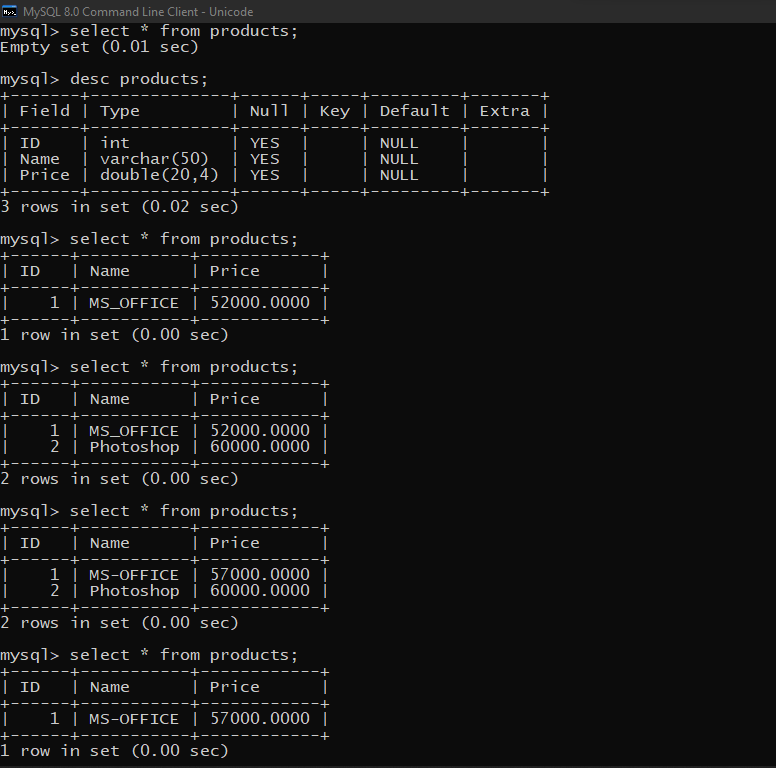 MySQL 8.0 Command Line Client - Unicode
mysql> select * from products;
Empty set (0.01 sec)
mysql> desc products;
+-------+--------------+------+-----+---------+-------+
| Field | Type         | Null | Key | Default | Extra |
+-------+--------------+------+-----+---------+-------+
| ID    | int          | YES  |     | NULL    |       |
| Name  | varchar(50)  | YES  |     | NULL    |       |
| Price | double(20,4) | YES  |     | NULL    |       |
+-------+--------------+------+-----+---------+-------+
3 rows in set (0.02 sec)
mysql> select * from products;
+------+-----------+------------+
| ID   | Name      | Price      |
+------+-----------+------------+
|    1 | MS_OFFICE | 52000.0000 |
+------+-----------+------------+
1 row in set (0.00 sec)
mysql> select * from products;
+------+-----------+------------+
| ID   | Name      | Price      |
+------+-----------+------------+
|    1 | MS_OFFICE | 52000.0000 |
|    2 | Photoshop | 60000.0000 |
+------+-----------+------------+
2 rows in set (0.00 sec)
mysql> select * from products;
+------+-----------+------------+
| ID   | Name      | Price      |
+------+-----------+------------+
|    1 | MS-OFFICE | 57000.0000 |
|    2 | Photoshop | 60000.0000 |
+------+-----------+------------+
2 rows in set (0.00 sec)
mysql> select * from products;
+------+-----------+------------+
| ID   | Name      | Price      |
+------+-----------+------------+
|    1 | MS-OFFICE | 57000.0000 |
+------+-----------+------------+
1 row in set (0.00 sec)